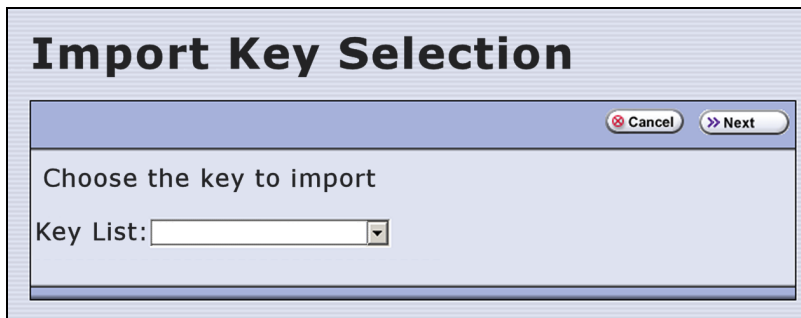 Import Key Selection
Cancel Next
Choose the key to import
Key List: